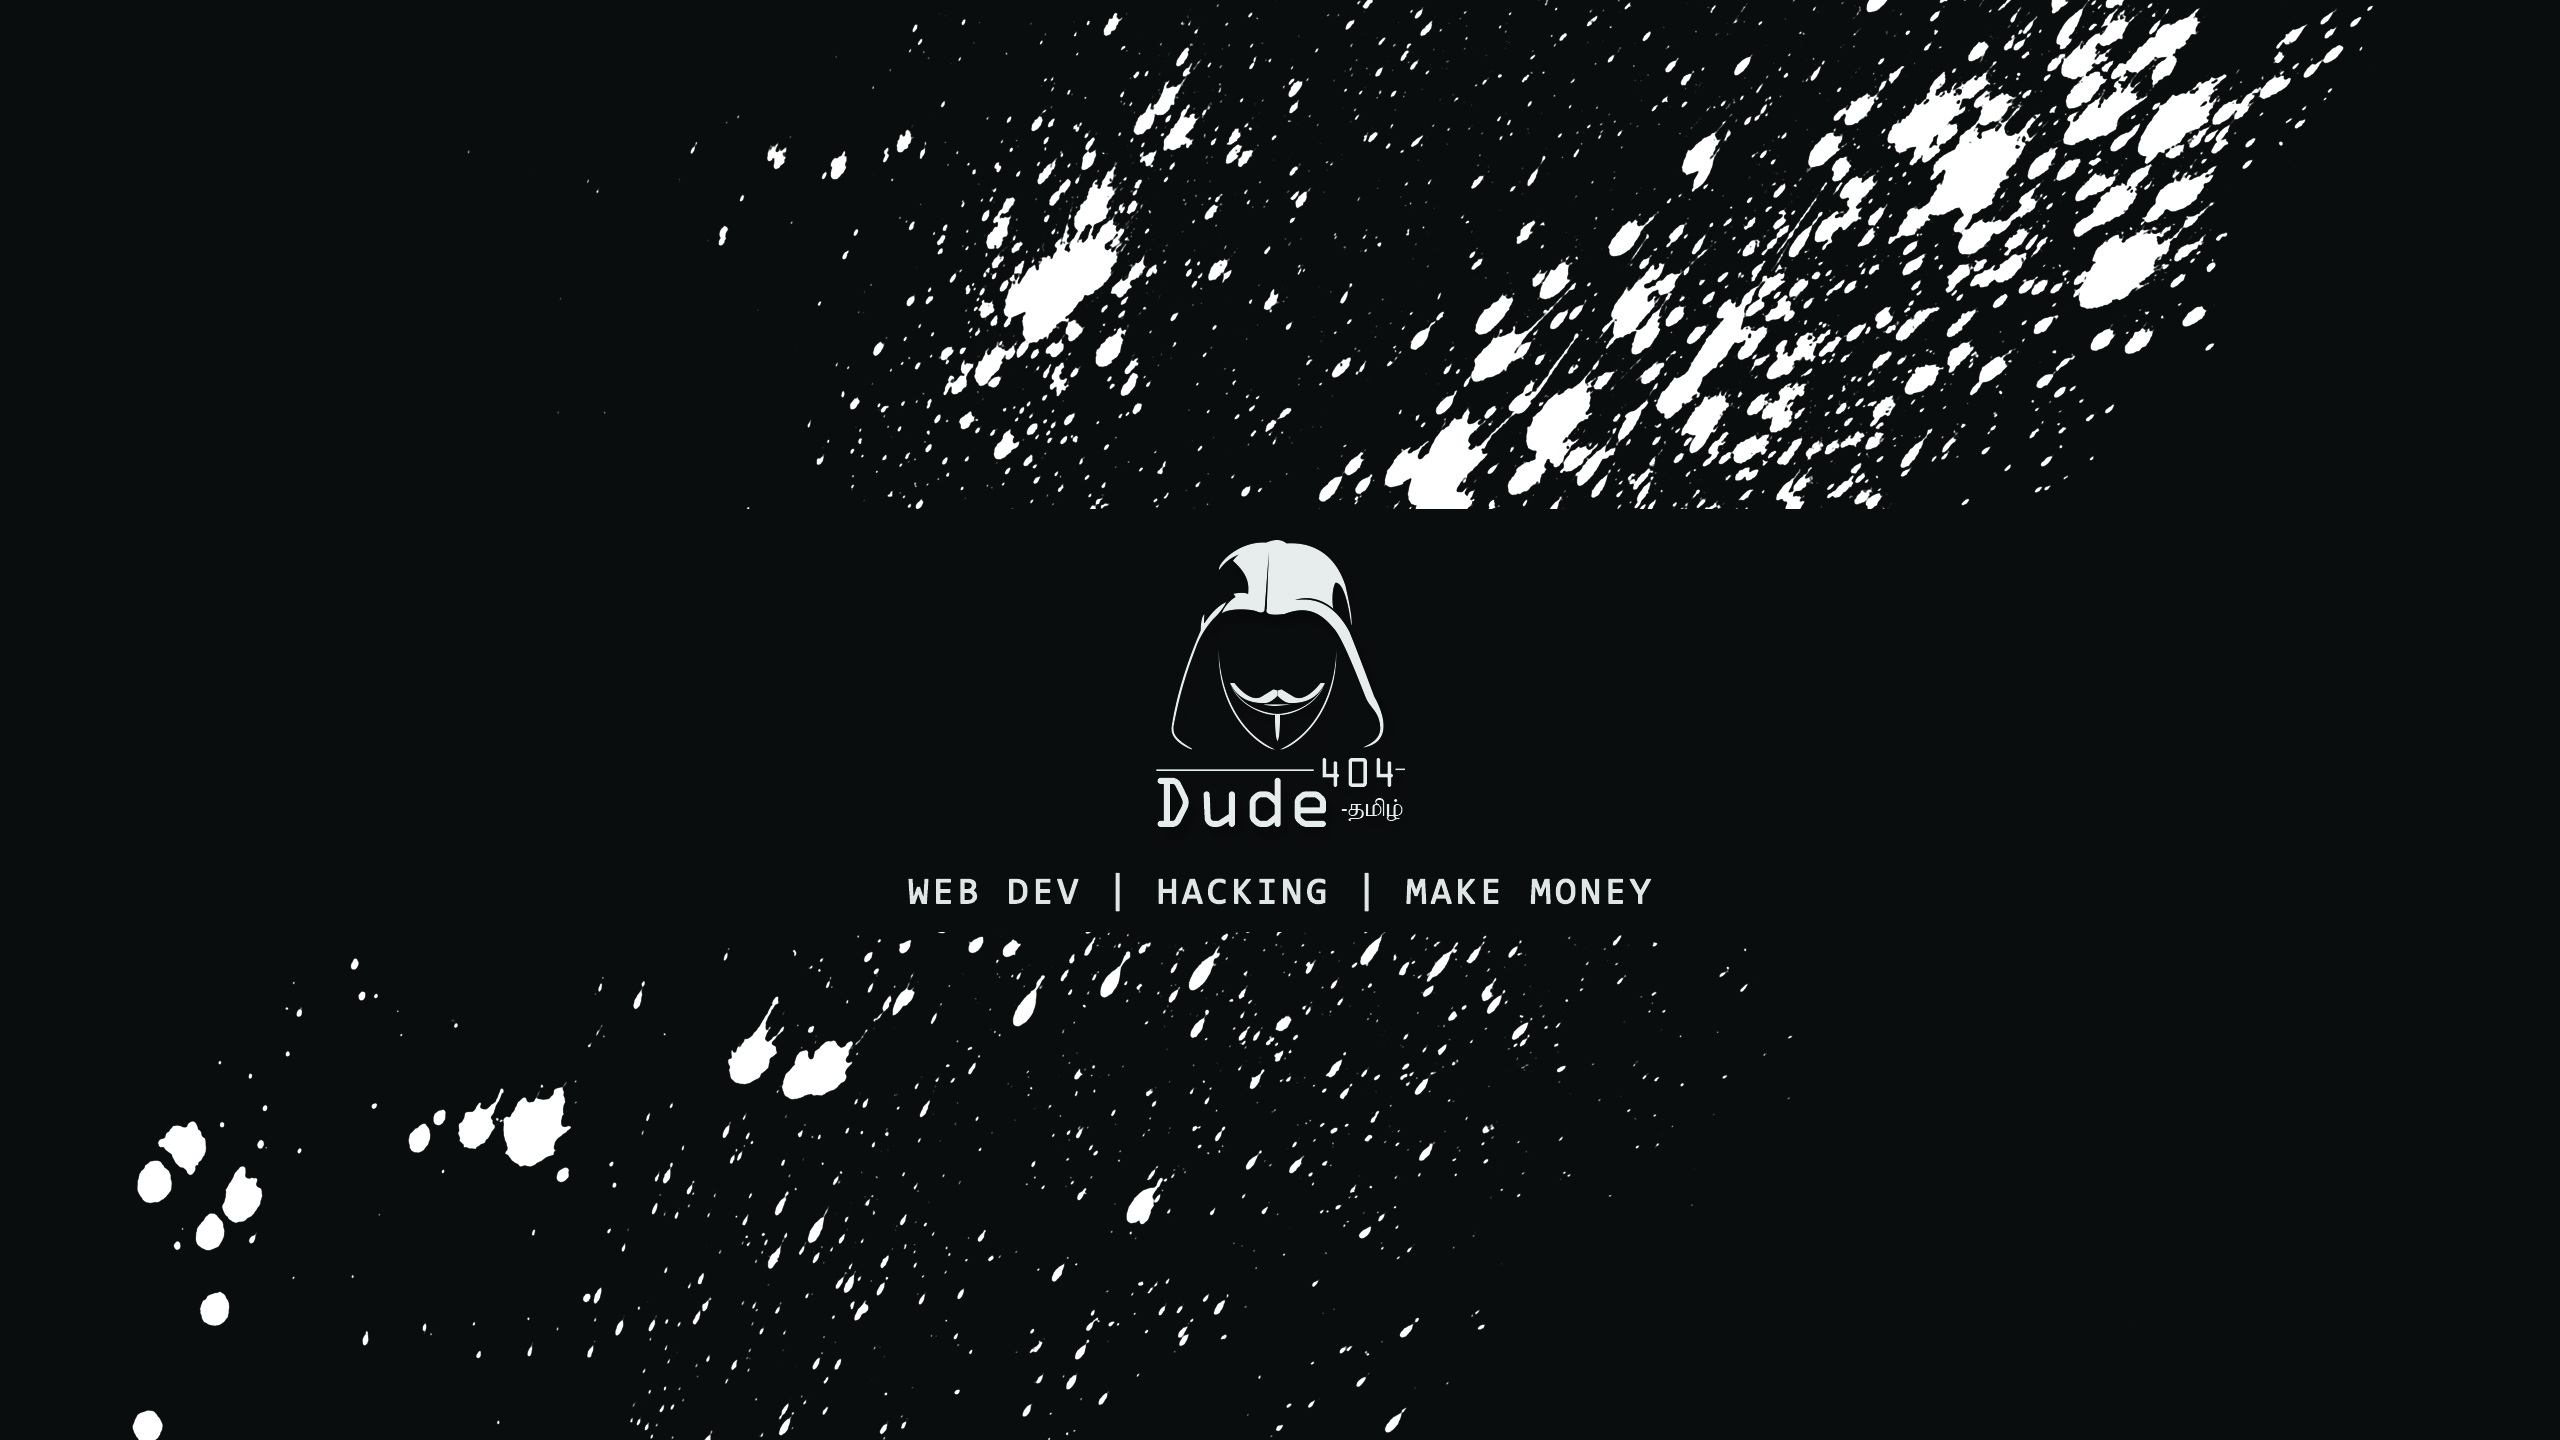 404
Dude
-தமிழ்
WEB DEV | HACKING | MAKE MONEY